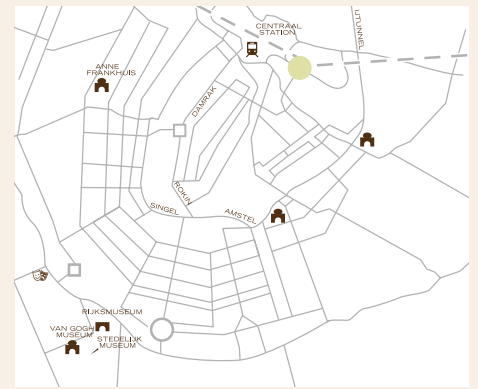 CENTRAAL
STATION
IJTUNNEL
ANNE
FRANKHUIS
DAMRAK
ROKIN
SINGEL
AMSTEL
RIJKSMUSEUM
VAN GOGH
MUSEUM
STEDELIJK
MUSEUM